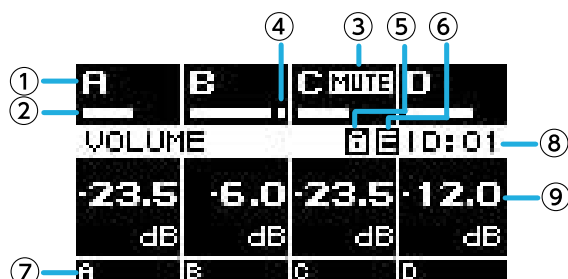 ④ ③ ⑤ ⑥
① A B C MUTE D
②
VOLUME ID:01 ⑧
-23.5 -6.0 -23.5 -12.0 ⑨
dB dB dB dB
⑦ A B C D